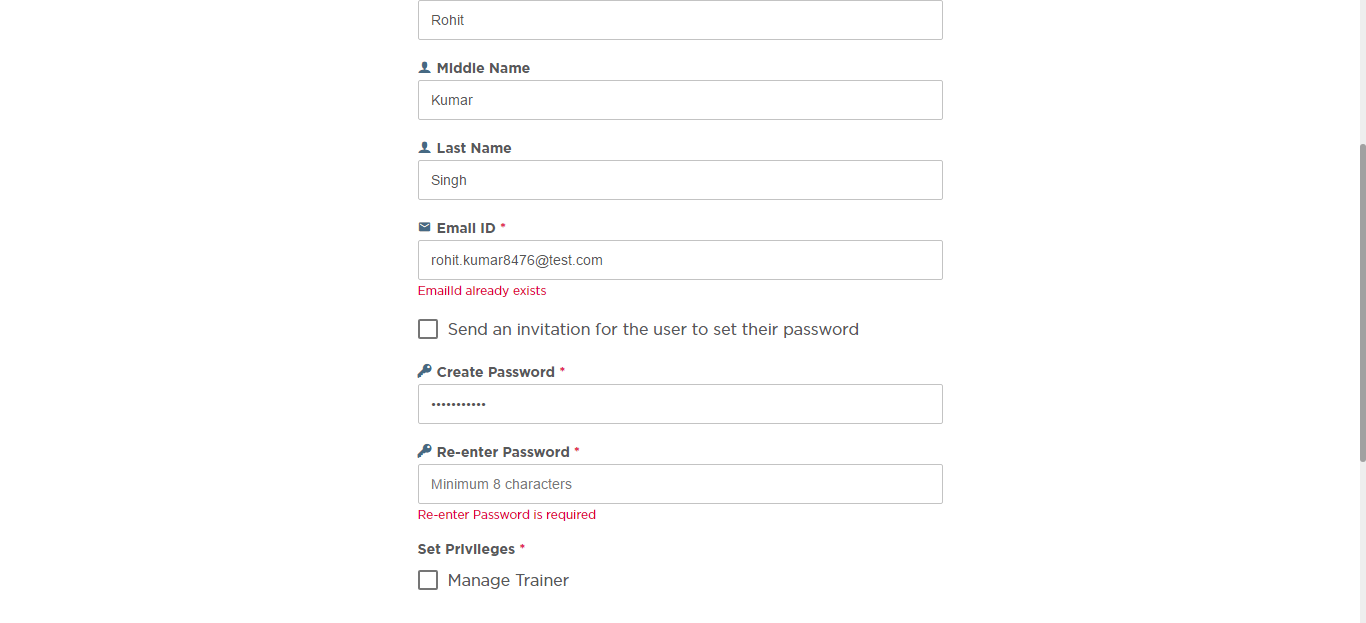 Rohit
Middle Name
Kumar
Last Name
Singh
Email ID *
rohit.kumar8476@test.com
EmailId already exists
Send an invitation for the user to set their password
Create Password *
•••••••••••
Re-enter Password *
Minimum 8 characters
Re-enter Password is required
Set Privileges *
Manage Trainer